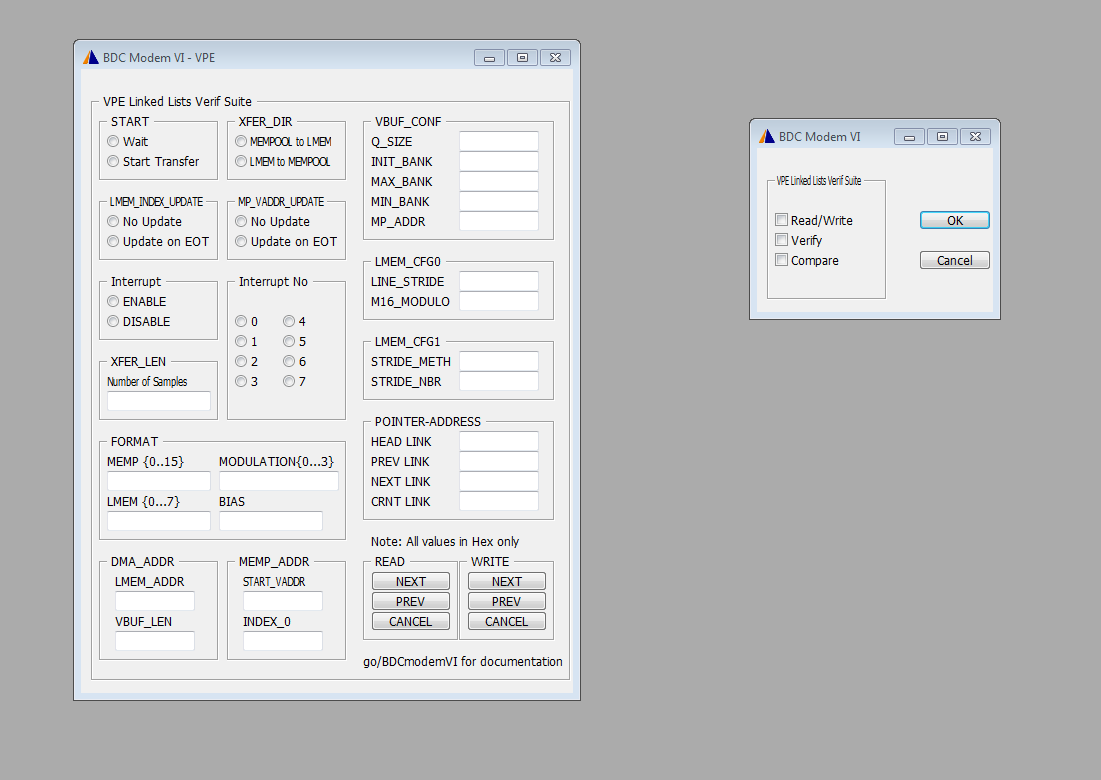 BDC Modem VI - VPE
VPE Linked Lists Verif Suite
START
Wait
Start Transfer
XFER_DIR
MEMPOOL to LMEM
LMEM to MEMPOOL
LMEM_INDEX_UPDATE
No Update
Update on EOT
MP_VADDR_UPDATE
No Update
Update on EOT
Interrupt
ENABLE
DISABLE
Interrupt No
0 4
1 5
2 6
3 7
XFER_LEN
Number of Samples
FORMAT
MEMP {0..15} MODULATION{0...3}
LMEM {0...7} BIAS
DMA_ADDR
LMEM_ADDR
VBUF_LEN
MEMP_ADDR
START_VADDR
INDEX_0
VBUF_CONF
Q_SIZE
INIT_BANK
MAX_BANK
MIN_BANK
MP_ADDR
LMEM_CFG0
LINE_STRIDE
M16_MODULO
LMEM_CFG1
STRIDE_METH
STRIDE_NBR
POINTER-ADDRESS
HEAD LINK
PREV LINK
NEXT LINK
CRNT LINK
Note: All values in Hex only
READ
NEXT
PREV
CANCEL
WRITE
NEXT
PREV
CANCEL
go/BDCmodemVI for documentation
BDC Modem VI
VPE Linked Lists Verif Suite
Read/Write
Verify
Compare
OK
Cancel